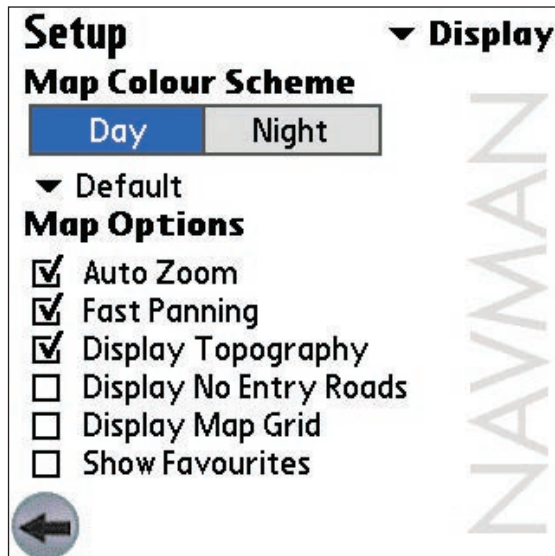 Setup
Display
Map Colour Scheme
Day Night
Default
Map Options
Auto Zoom
Fast Panning
Display Topography
Display No Entry Roads
Display Map Grid
Show Favourites
NAVMAN